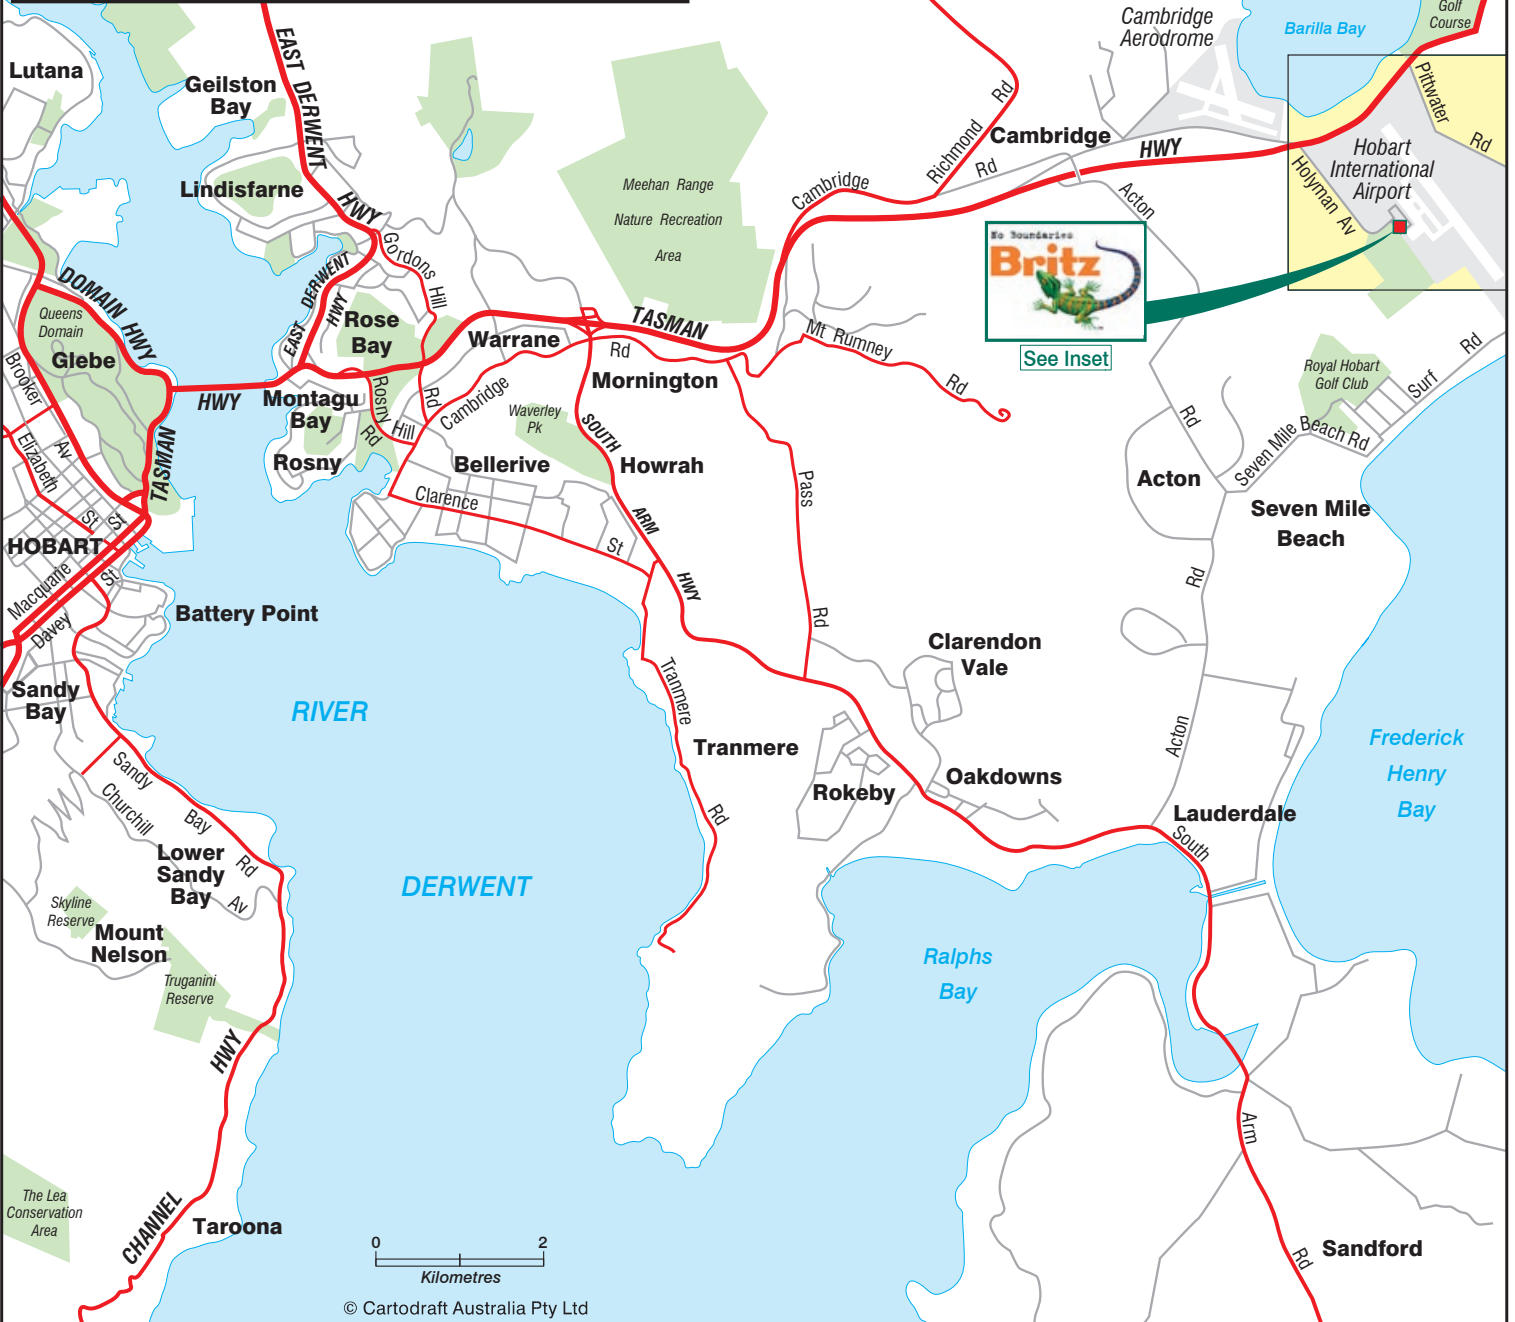 Golf
Course
Cambridge
Aerodrome
Barilla Bay
Lutana
EAST DERWENT
HWY
Geilston
Bay
Pittwater
Rd
Rd
Richmond
Cambridge
HWY
Hobart
International
Airport
Holyman Av
Lindisfarne
Meehan Range
Nature Recreation
Area
Cambridge
Rd
Acton
Rd
No Boundaries
Britz
See Inset
Gordons
Hill
Rd
EAST DERWENT
HWY
DOMAIN HWY
Queens
Domain
Glebe
Brooker
Av
Rose
Bay
Warrane
TASMAN
Mt Rumney
Rd
Royal Hobart
Golf Club
Surf
Rd
Rd
Mornington
HWY
Montagu
Bay
Rosny
Hill
Rd
Cambridge
Waverley
Pk
SOUTH
ARM
HWY
Seven Mile Beach Rd
Elizabeth
St
St
TASMAN
Rosny
Bellerive
Howrah
Pass
Rd
Acton
Clarence
St
Seven Mile
Beach
HOBART
Macquarie
St
Davey
Rd
Battery Point
Clarendon
Vale
Sandy
Bay
RIVER
Tranmere
Rd
Tranmere
Acton
Frederick
Henry
Bay
Sandy
Bay
Rd
Churchill
Av
Rokeby
Oakdowns
Lauderdale
South
Lower
Sandy
Bay
DERWENT
Skyline
Reserve
Mount
Nelson
Ralphs
Bay
Truganini
Reserve
HWY
Arm
The Lea
Conservation
Area
CHANNEL
Taroona
Sandford
Rd
0 2
Kilometres
© Cartodraft Australia Pty Ltd